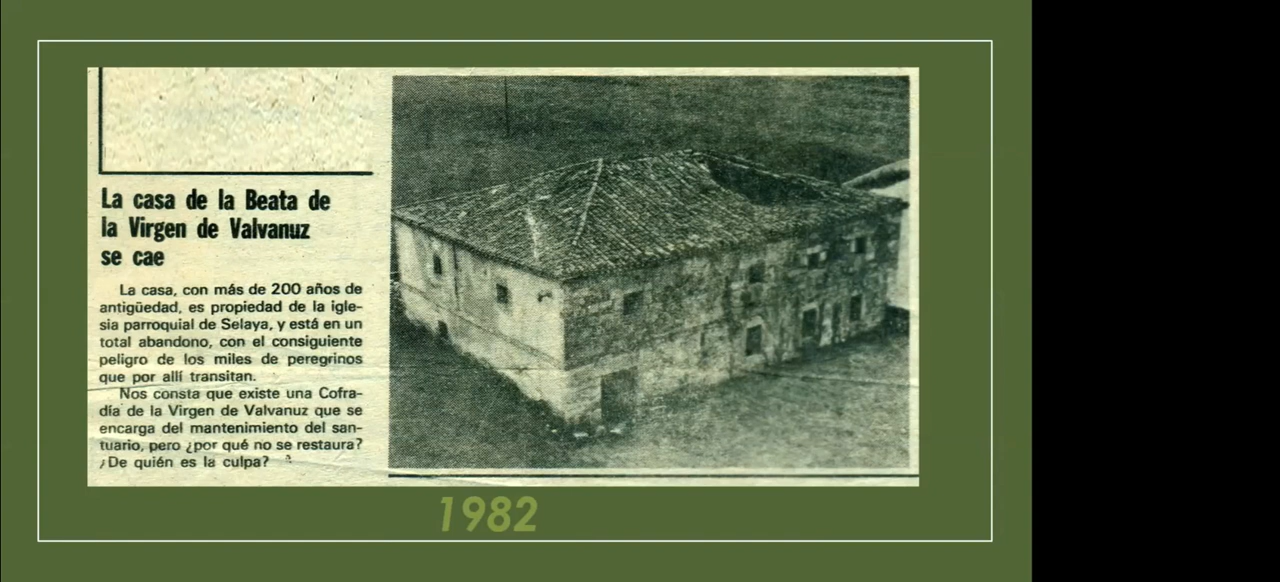 La casa de la Beata de
la Virgen de Valvanuz
se cae
La casa, con más de 200 años de
antigüedad, es propiedad de la igle-
sia parroquial de Selaya, y está en un
total abandono, con el consiguiente
peligro de los miles de peregrinos
que por allí transitan.
Nos consta que existe una Cofra-
día de la Virgen de Valvanuz que se
encarga del mantenimiento del san-
tuario, pero ¿por qué no se restaura?
¿De quién es la culpa?
1982